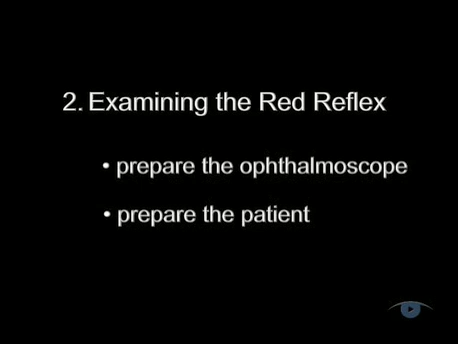 2. Examining the Red Reflex
• prepare the ophthalmoscope
• prepare the patient